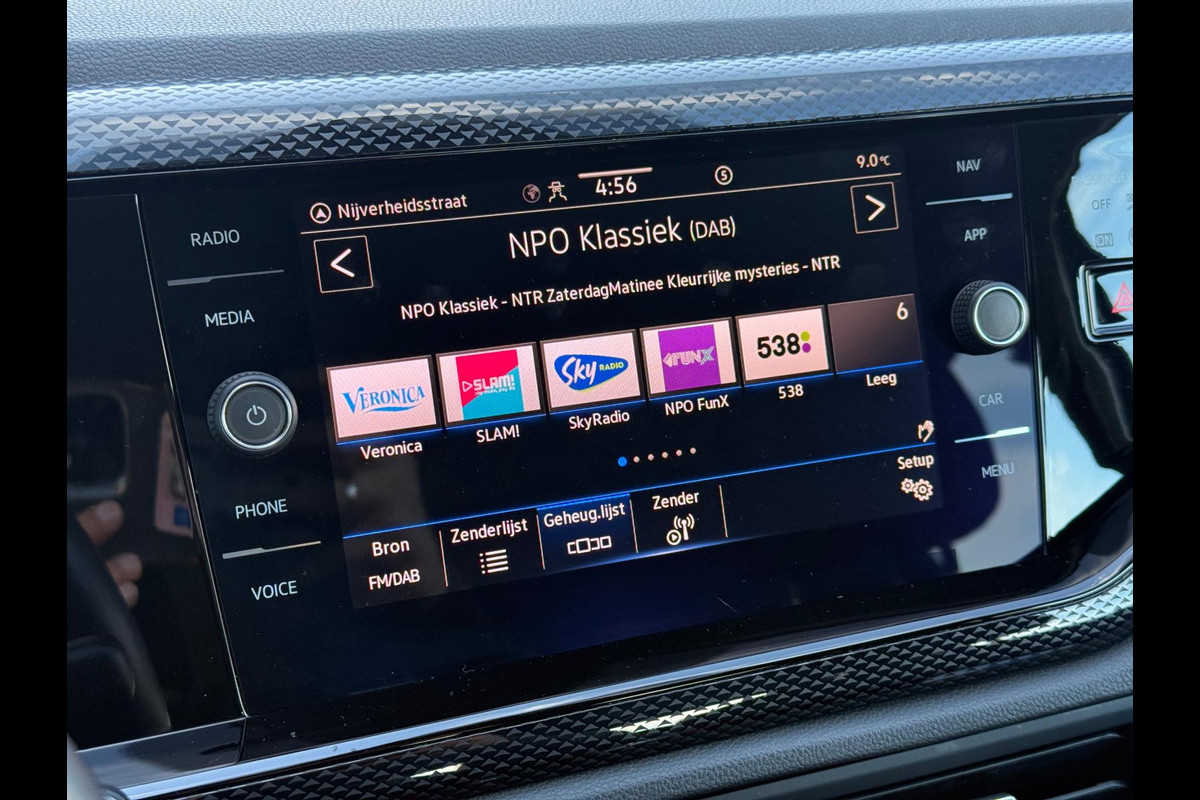 Nijverheidsstraat
4:56
5
9.0°C
<
NPO Klassiek (DAB)
>
NPO Klassiek - NTR ZaterdagMatinee Kleurrijke mysteries - NTR
VERONICA
SLAM!
Sky RADIO
FUNX
538
6
Veronica
SLAM!
SkyRadio
NPO FunX
538
Leeg
Setup
Bron
FM/DAB
Zenderlijst
Geheug.lijst
Zender
RADIO
MEDIA
PHONE
VOICE
NAV
APP
CAR
MENU
OFF
ON